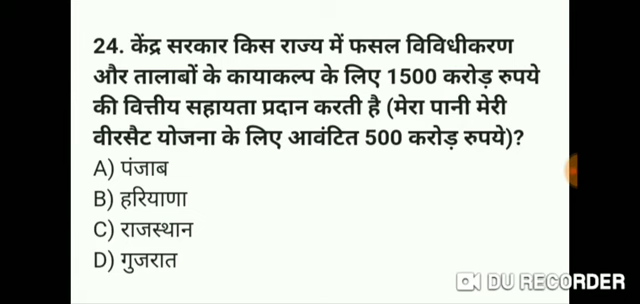 24. केंद्र सरकार किस राज्य में फसल विविधीकरण
और तालाबों के कायाकल्प के लिए 1500 करोड़ रुपये
की वित्तीय सहायता प्रदान करती है (मेरा पानी मेरी
वीरसैट योजना के लिए आवंटित 500 करोड़ रुपये)?
A) पंजाब
B) हरियाणा
C) राजस्थान
D) गुजरात
DU RECORDER